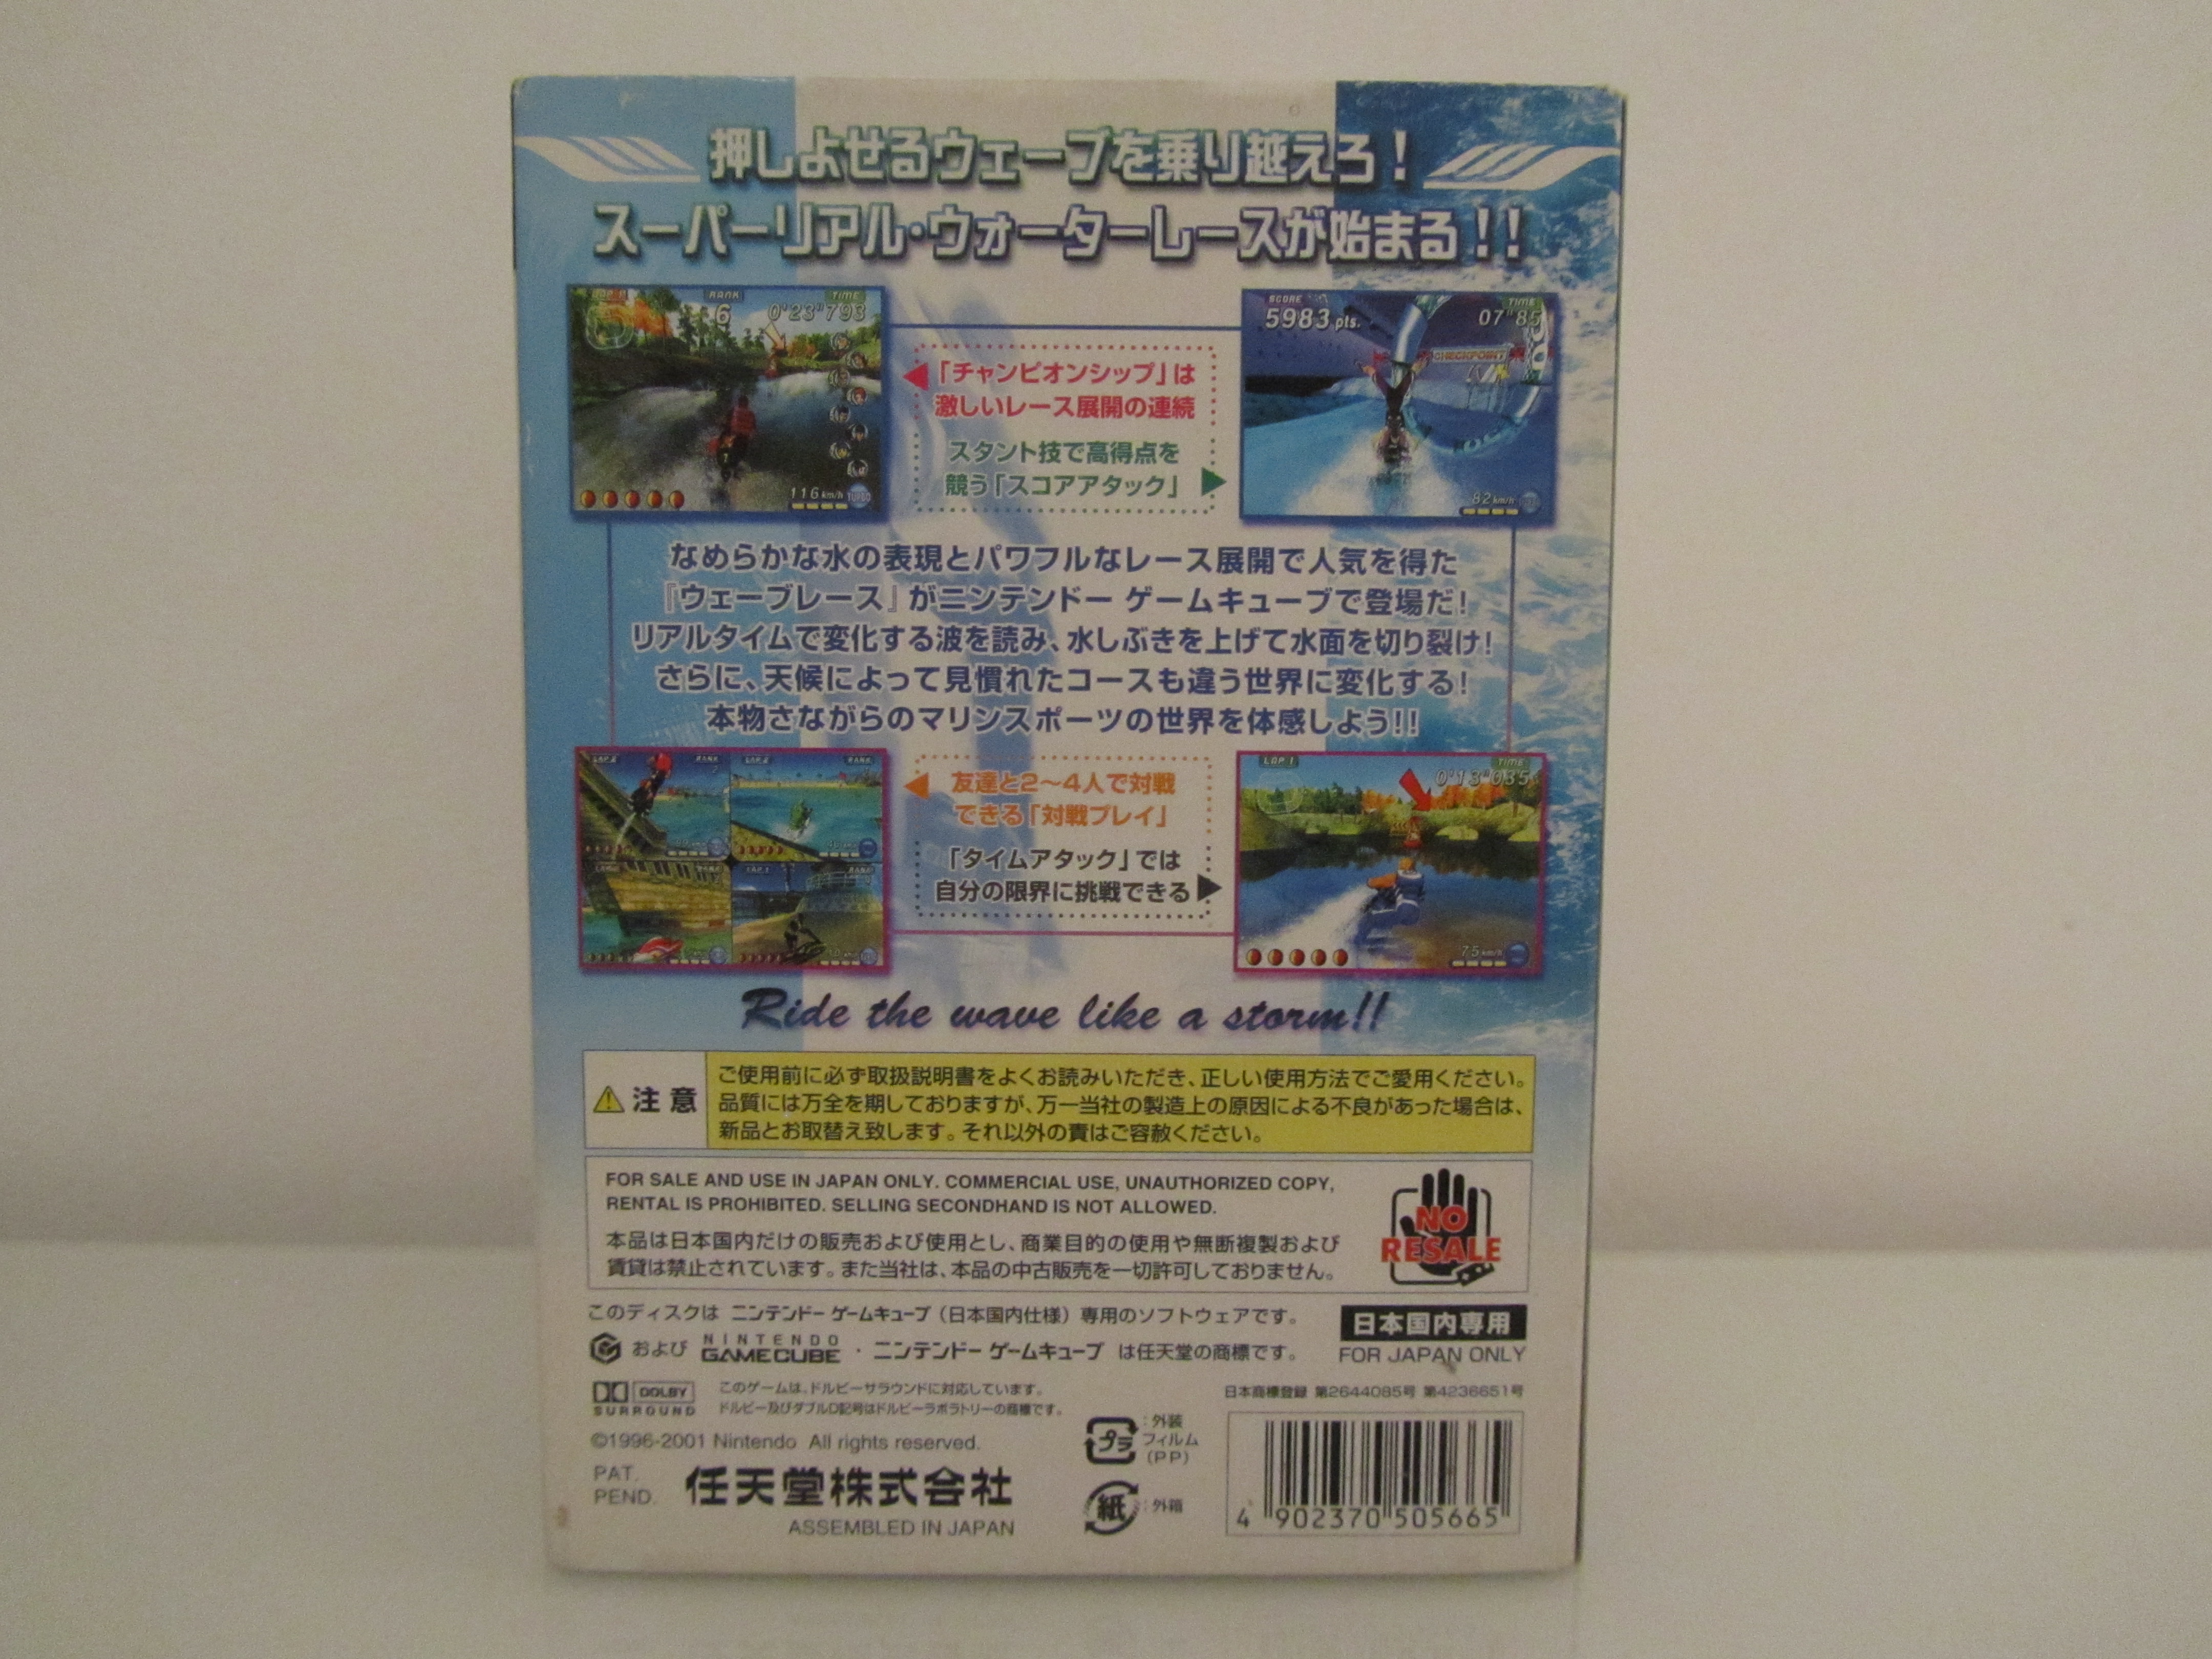 押しよせるウェーブを乗り越えろ！
スーパーリアル・ウォーターレースが始まる！！
RANK
6
TIME
0'23"793
116 km/h
TURBO
「チャンピオンシップ」は
激しいレース展開の連続
スタント技で高得点を
競う「スコアアタック」
SCORE
5983 pts.
TIME
07"85
CHECKPOINT
82 km/h
なめらかな水の表現とパワフルなレース展開で人気を得た
『ウェーブレース』がニンテンドー ゲームキューブで登場だ！
リアルタイムで変化する波を読み、水しぶきを上げて水面を切り裂け！
さらに、天候によって見慣れたコースも違う世界に変化する！
本物さながらのマリンスポーツの世界を体感しよう！！
LAP 2
RANK
LAP 2
RANK
友達と2〜4人で対戦
できる「対戦プレイ」
「タイムアタック」では
自分の限界に挑戦できる
LAP 1
TIME
0'13"035
75 km/h
Ride the wave like a storm!!
注意
ご使用前に必ず取扱説明書をよくお読みいただき、正しい使用方法でご愛用ください。
品質には万全を期しておりますが、万一当社の製造上の原因による不良があった場合は、
新品とお取替え致します。それ以外の責はご容赦ください。
FOR SALE AND USE IN JAPAN ONLY. COMMERCIAL USE, UNAUTHORIZED COPY,
RENTAL IS PROHIBITED. SELLING SECONDHAND IS NOT ALLOWED.
本品は日本国内だけの販売および使用とし、商業目的の使用や無断複製および
賃貸は禁止されています。また当社は、本品の中古販売を一切許可しておりません。
NO
RESALE
このディスクは ニンテンドー ゲームキューブ（日本国内仕様）専用のソフトウェアです。
および NINTENDO GAMECUBE ・ ニンテンドー ゲームキューブ は任天堂の商標です。
日本国内専用
FOR JAPAN ONLY
DOLBY
SURROUND
このゲームは、ドルビーサラウンドに対応しています。
ドルビー及びダブルD記号はドルビーラボラトリーの商標です。
日本商標登録 第2644085号 第4236651号
©1996-2001 Nintendo All rights reserved.
PAT.
PEND.
任天堂株式会社
ASSEMBLED IN JAPAN
プラ
：外装
フィルム
（PP）
紙
：外箱
4 902370 505665